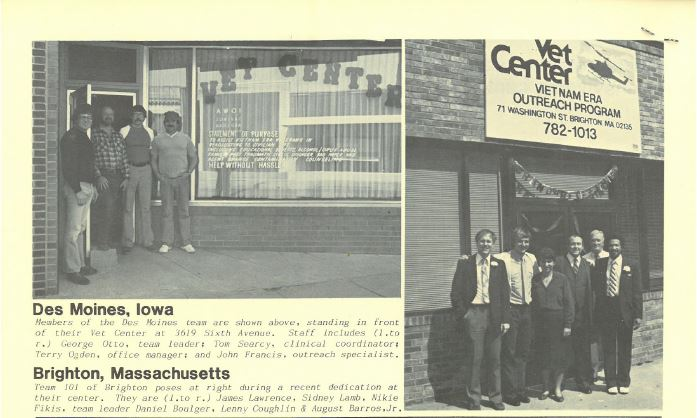 VET CENTER
IOWA
STATEMENT OF PURPOSE
HELP WITHOUT HASSLE
Vet
Center
VIET NAM ERA
OUTREACH PROGRAM
71 WASHINGTON ST. BRIGHTON, MA 02135
782-1013
Des Moines, Iowa
Members of the Des Moines team are shown above, standing in front
of their Vet Center at 3619 Sixth Avenue. Staff includes (l.to
r.) George Otto, team leader; Tom Searcy, clinical coordinator;
Terry Ogden, office manager; and John Francis, outreach specialist.
Brighton, Massachusetts
Team 101 of Brighton poses at right during a recent dedication at
their center. They are (l.to r.) James Lawrence, Sidney Lamb, Nikie
Fikis, team leader Daniel Boulger, Lenny Coughlin & August Barros,Jr.